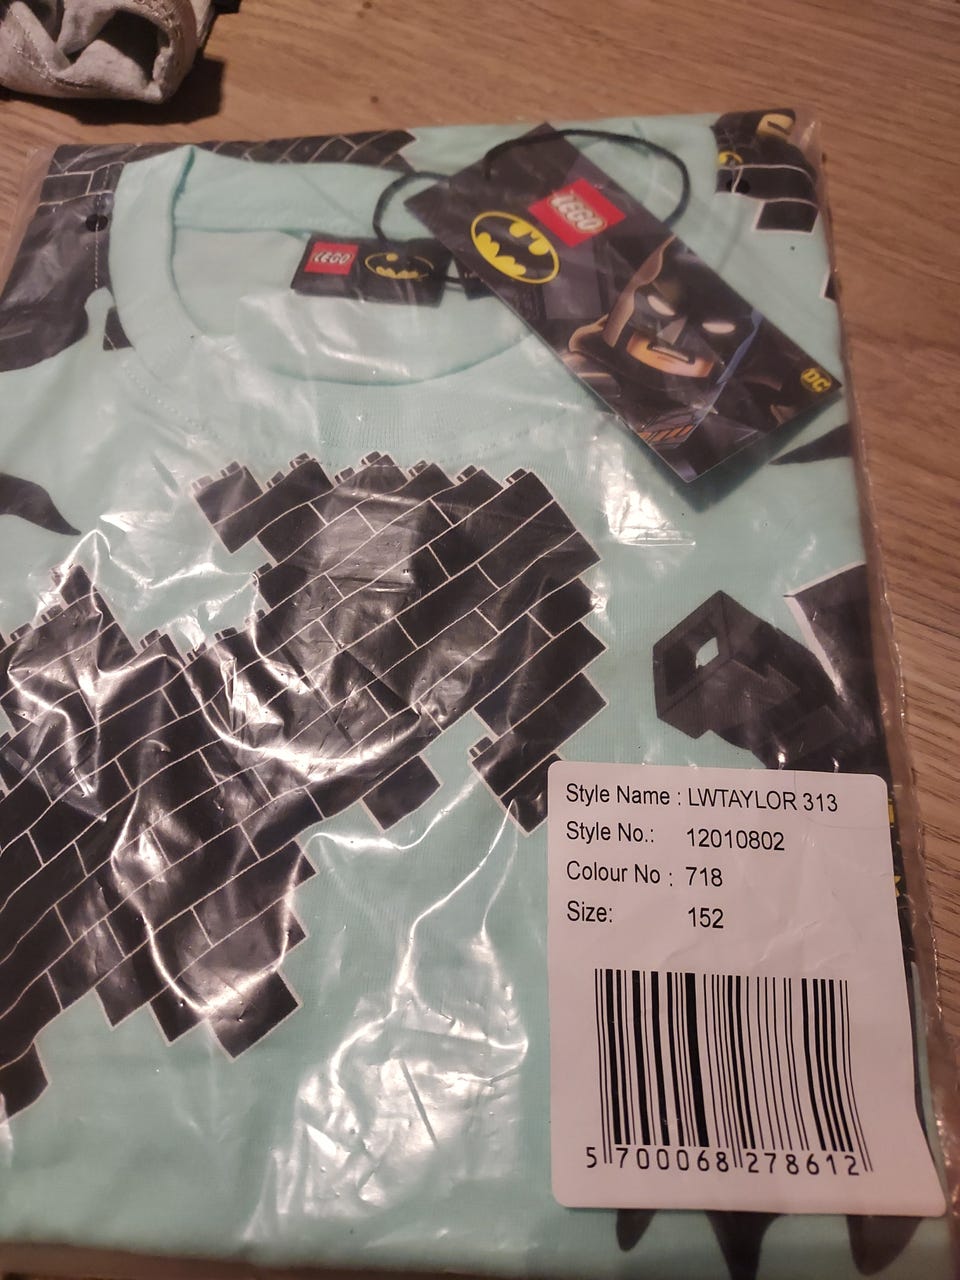 LEGO
LEGO
DC
Style Name : LWTAYLOR 313
Style No.: 12010802
Colour No : 718
Size: 152
5 700068 278612